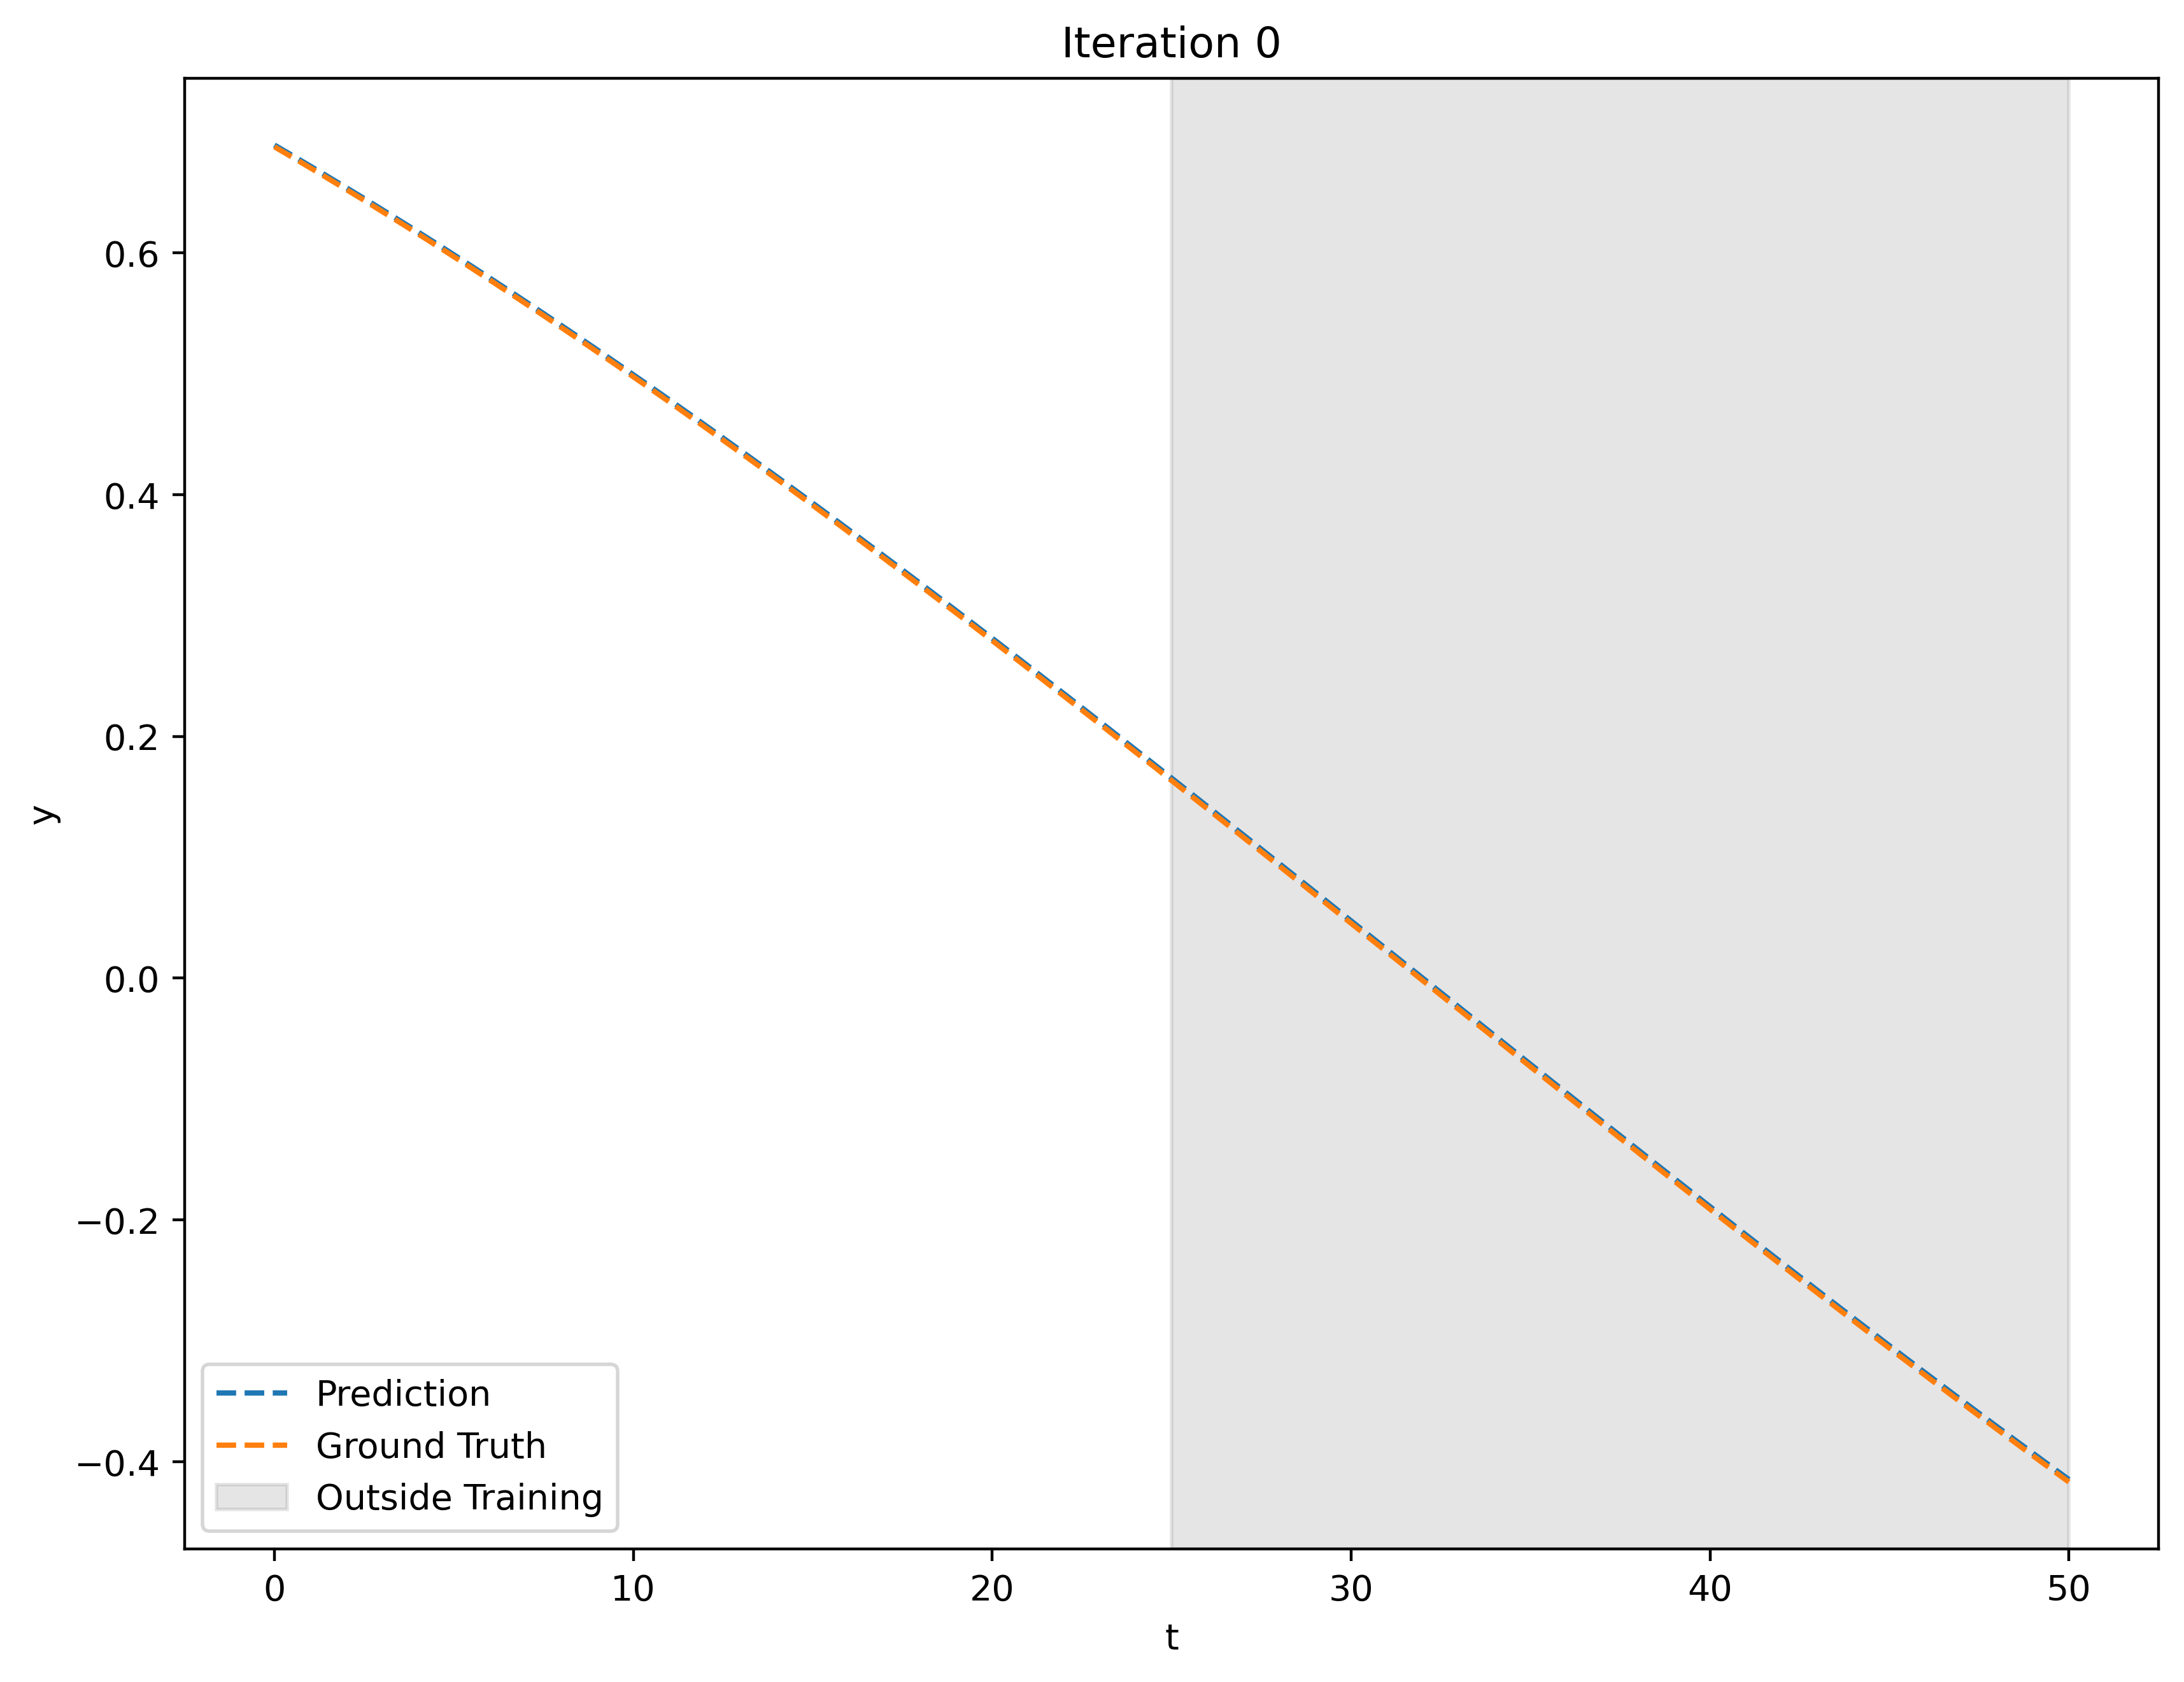 Iteration 0
y
0.6
0.4
0.2
0.0
−0.2
−0.4
Prediction
Ground Truth
Outside Training
0 10 20 30 40 50
t